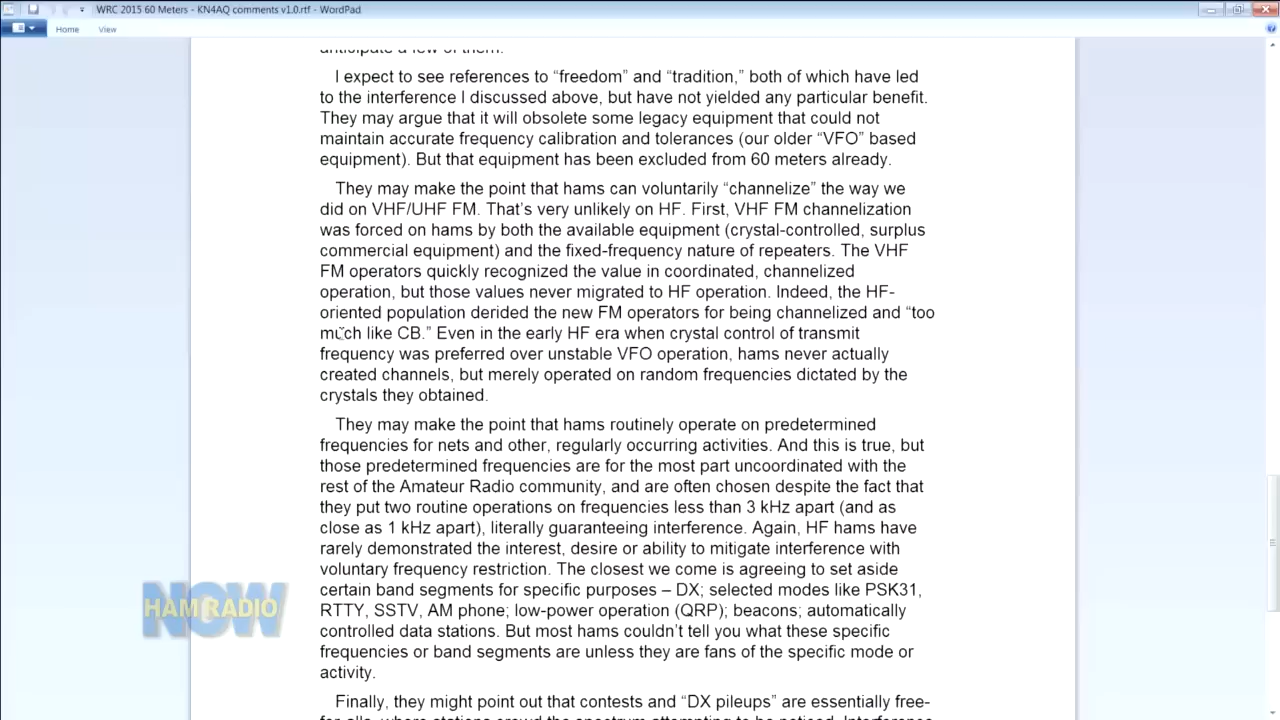 WRC 2015 60 Meters - KN4AQ comments v1.0.rtf - WordPad
Home View
anticipate a few of them.
I expect to see references to “freedom” and “tradition,” both of which have led
to the interference I discussed above, but have not yielded any particular benefit.
They may argue that it will obsolete some legacy equipment that could not
maintain accurate frequency calibration and tolerances (our older “VFO” based
equipment). But that equipment has been excluded from 60 meters already.
They may make the point that hams can voluntarily “channelize” the way we
did on VHF/UHF FM. That’s very unlikely on HF. First, VHF FM channelization
was forced on hams by both the available equipment (crystal-controlled, surplus
commercial equipment) and the fixed-frequency nature of repeaters. The VHF
FM operators quickly recognized the value in coordinated, channelized
operation, but those values never migrated to HF operation. Indeed, the HF-
oriented population derided the new FM operators for being channelized and “too
much like CB.” Even in the early HF era when crystal control of transmit
frequency was preferred over unstable VFO operation, hams never actually
created channels, but merely operated on random frequencies dictated by the
crystals they obtained.
They may make the point that hams routinely operate on predetermined
frequencies for nets and other, regularly occurring activities. And this is true, but
those predetermined frequencies are for the most part uncoordinated with the
rest of the Amateur Radio community, and are often chosen despite the fact that
they put two routine operations on frequencies less than 3 kHz apart (and as
close as 1 kHz apart), literally guaranteeing interference. Again, HF hams have
rarely demonstrated the interest, desire or ability to mitigate interference with
voluntary frequency restriction. The closest we come is agreeing to set aside
certain band segments for specific purposes – DX; selected modes like PSK31,
RTTY, SSTV, AM phone; low-power operation (QRP); beacons; automatically
controlled data stations. But most hams couldn’t tell you what these specific
frequencies or band segments are unless they are fans of the specific mode or
activity.
Finally, they might point out that contests and “DX pileups” are essentially free-
for-alls, where stations crowd the spectrum attempting to be noticed. Interference
HAM RADIO
NOW